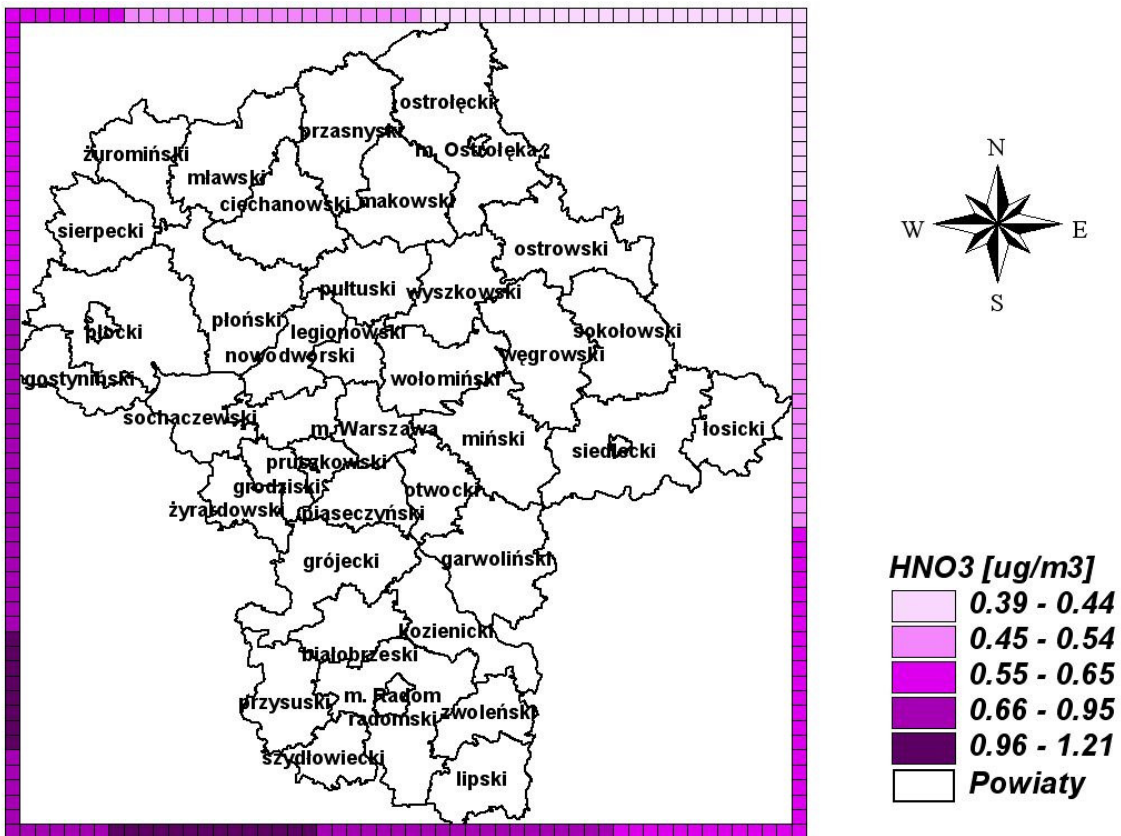 ostrołęcki
przasnyski
m. Ostrołęka
żuromiński
mławski
ciechanowski
makowski
sierpecki
ostrowski
pułtuski
wyszkowski
płoński
legionowski
sokołowski
płocki
nowodworski
węgrowski
gostyniński
wołomiński
sochaczewski
m. Warszawa
miński
łosicki
siedlecki
pruszkowski
grodziski
otwocki
żyrardowski
piaseczyński
grójecki
garwoliński
kozienicki
białobrzeski
przysuski
m. Radom
radomski
zwoleński
szydłowiecki
lipski
N
W
E
S
HNO3 [ug/m3]
0.39 - 0.44
0.45 - 0.54
0.55 - 0.65
0.66 - 0.95
0.96 - 1.21
Powiaty